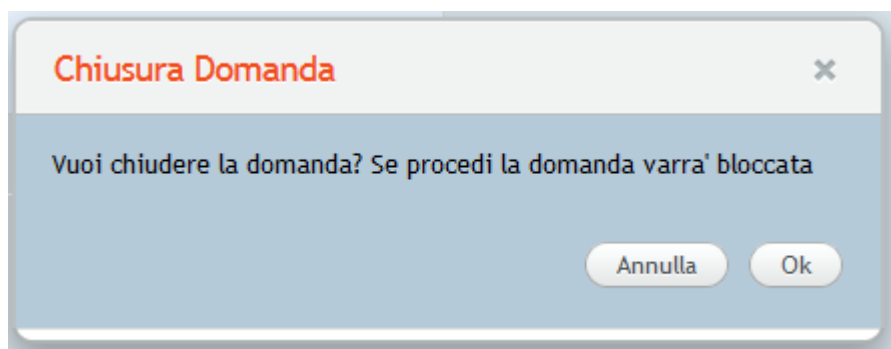 Chiusura Domanda
Vuoi chiudere la domanda? Se procedi la domanda varra' bloccata
Annulla Ok